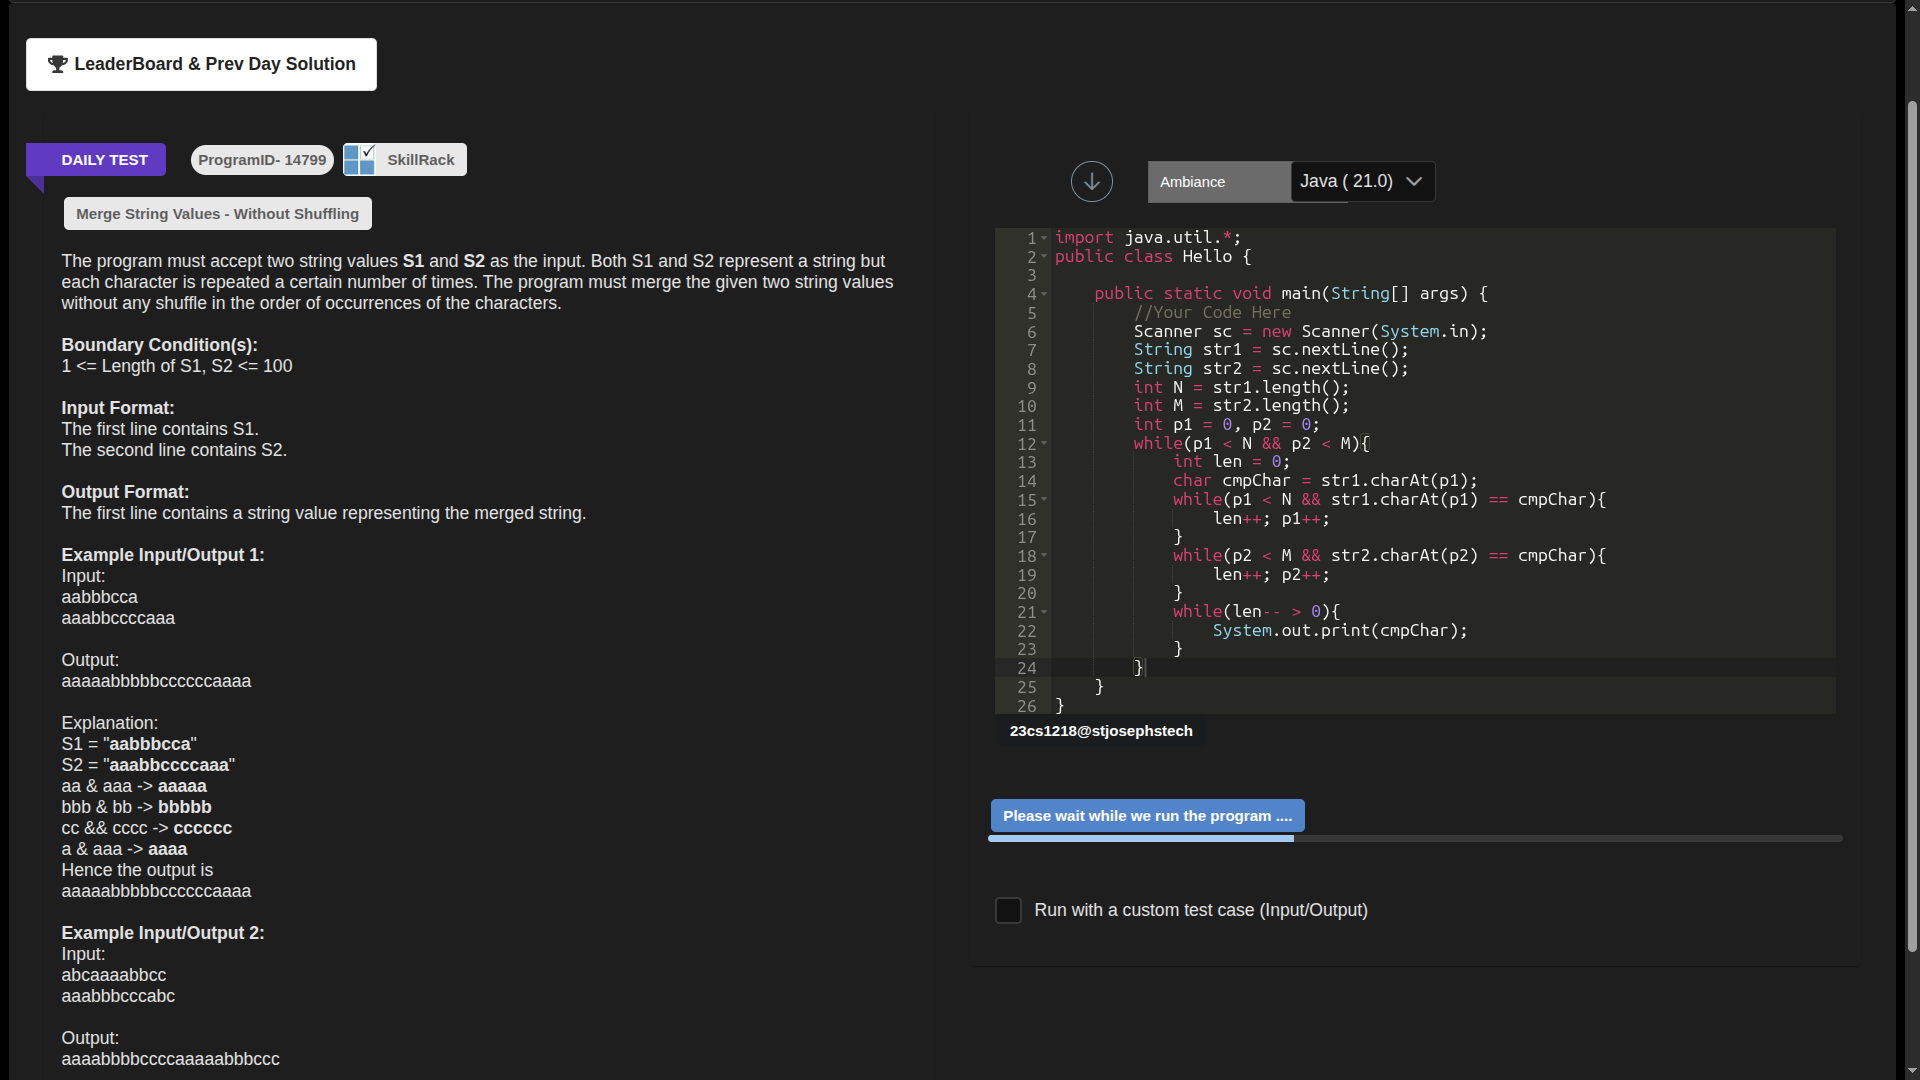 LeaderBoard & Prev Day Solution
DAILY TEST
ProgramID- 14799
SkillRack
Merge String Values - Without Shuffling
The program must accept two string values S1 and S2 as the input. Both S1 and S2 represent a string but
each character is repeated a certain number of times. The program must merge the given two string values
without any shuffle in the order of occurrences of the characters.
Boundary Condition(s):
1 <= Length of S1, S2 <= 100
Input Format:
The first line contains S1.
The second line contains S2.
Output Format:
The first line contains a string value representing the merged string.
Example Input/Output 1:
Input:
aabbbcca
aaabbccccaaa
Output:
aaaaabbbbbccccccaaaa
Explanation:
S1 = "aabbbcca"
S2 = "aaabbccccaaa"
aa & aaa -> aaaaa
bbb & bb -> bbbbb
cc && cccc -> cccccc
a & aaa -> aaaa
Hence the output is
aaaaabbbbbccccccaaaa
Example Input/Output 2:
Input:
abcaaaabbcc
aaabbbcccabc
Output:
aaaabbbbccccaaaaabbbccc
Ambiance
Java ( 21.0)
1 import java.util.*;
2 public class Hello {
3
4 public static void main(String[] args) {
5 //Your Code Here
6 Scanner sc = new Scanner(System.in);
7 String str1 = sc.nextLine();
8 String str2 = sc.nextLine();
9 int N = str1.length();
10 int M = str2.length();
11 int p1 = 0, p2 = 0;
12 while(p1 < N && p2 < M){
13 int len = 0;
14 char cmpChar = str1.charAt(p1);
15 while(p1 < N && str1.charAt(p1) == cmpChar){
16 len++; p1++;
17 }
18 while(p2 < M && str2.charAt(p2) == cmpChar){
19 len++; p2++;
20 }
21 while(len-- > 0){
22 System.out.print(cmpChar);
23 }
24 }
25 }
26 }
23cs1218@stjosephstech
Please wait while we run the program ....
Run with a custom test case (Input/Output)